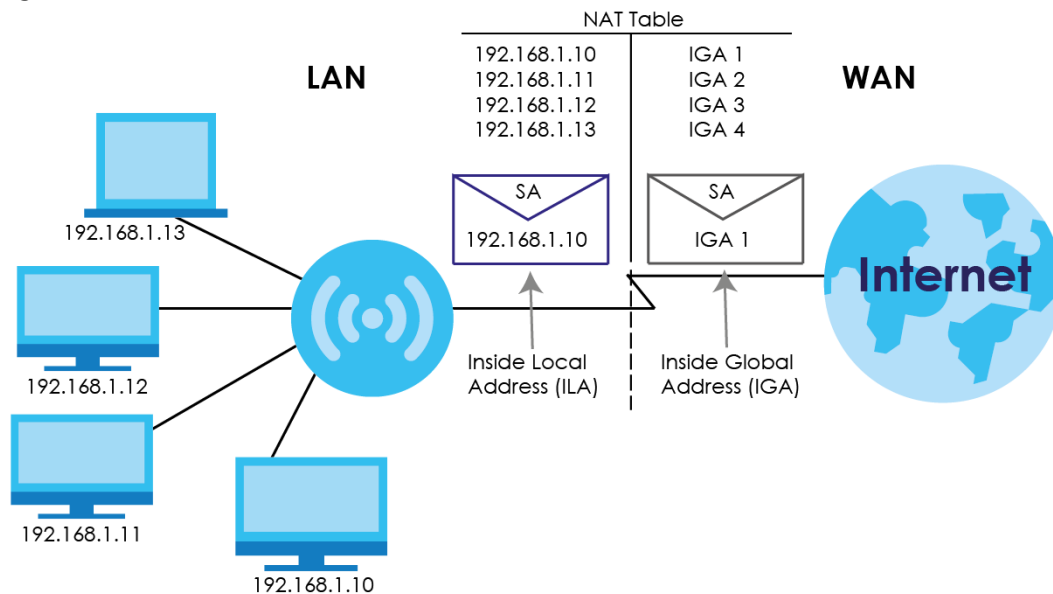 NAT Table
192.168.1.10 IGA 1
192.168.1.11 IGA 2
192.168.1.12 IGA 3
192.168.1.13 IGA 4
LAN
WAN
SA
192.168.1.10
SA
IGA 1
192.168.1.13
Internet
Inside Local
Address (ILA)
Inside Global
Address (IGA)
192.168.1.12
192.168.1.11
192.168.1.10